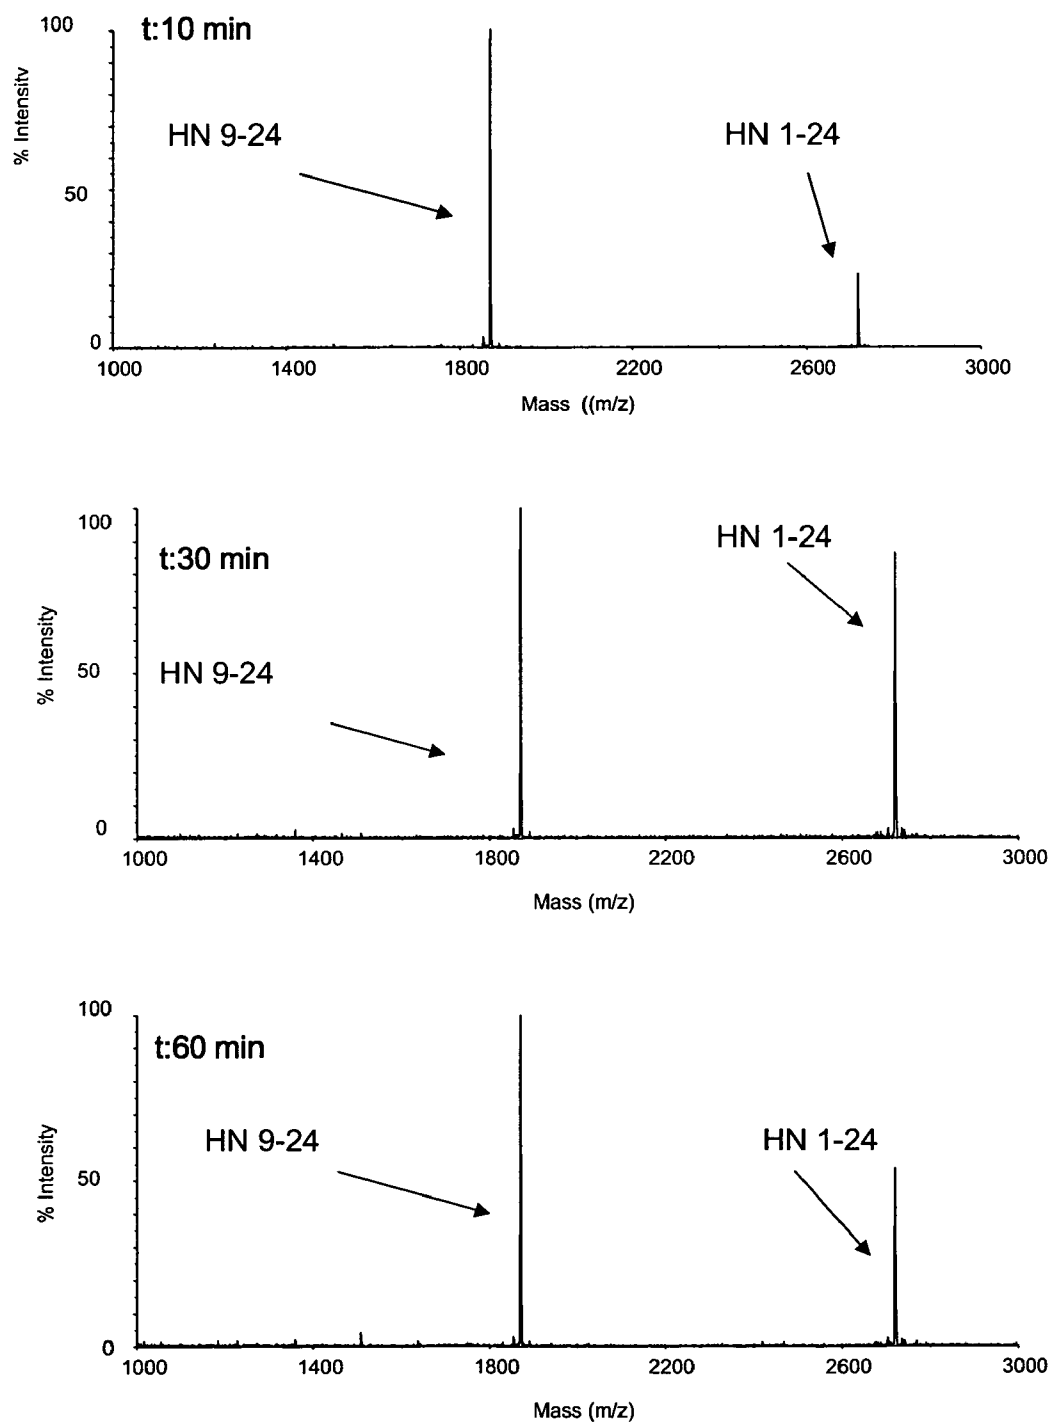 t:10 min
100
% Intensity
HN 9-24
HN 1-24
50
0
1000 1400 1800 2200 2600 3000
Mass ((m/z)
100
t:30 min
HN 1-24
% Intensity
50
HN 9-24
0
1000 1400 1800 2200 2600 3000
Mass (m/z)
100
t:60 min
HN 9-24
HN 1-24
% Intensity
50
0
1000 1400 1800 2200 2600 3000
Mass (m/z)